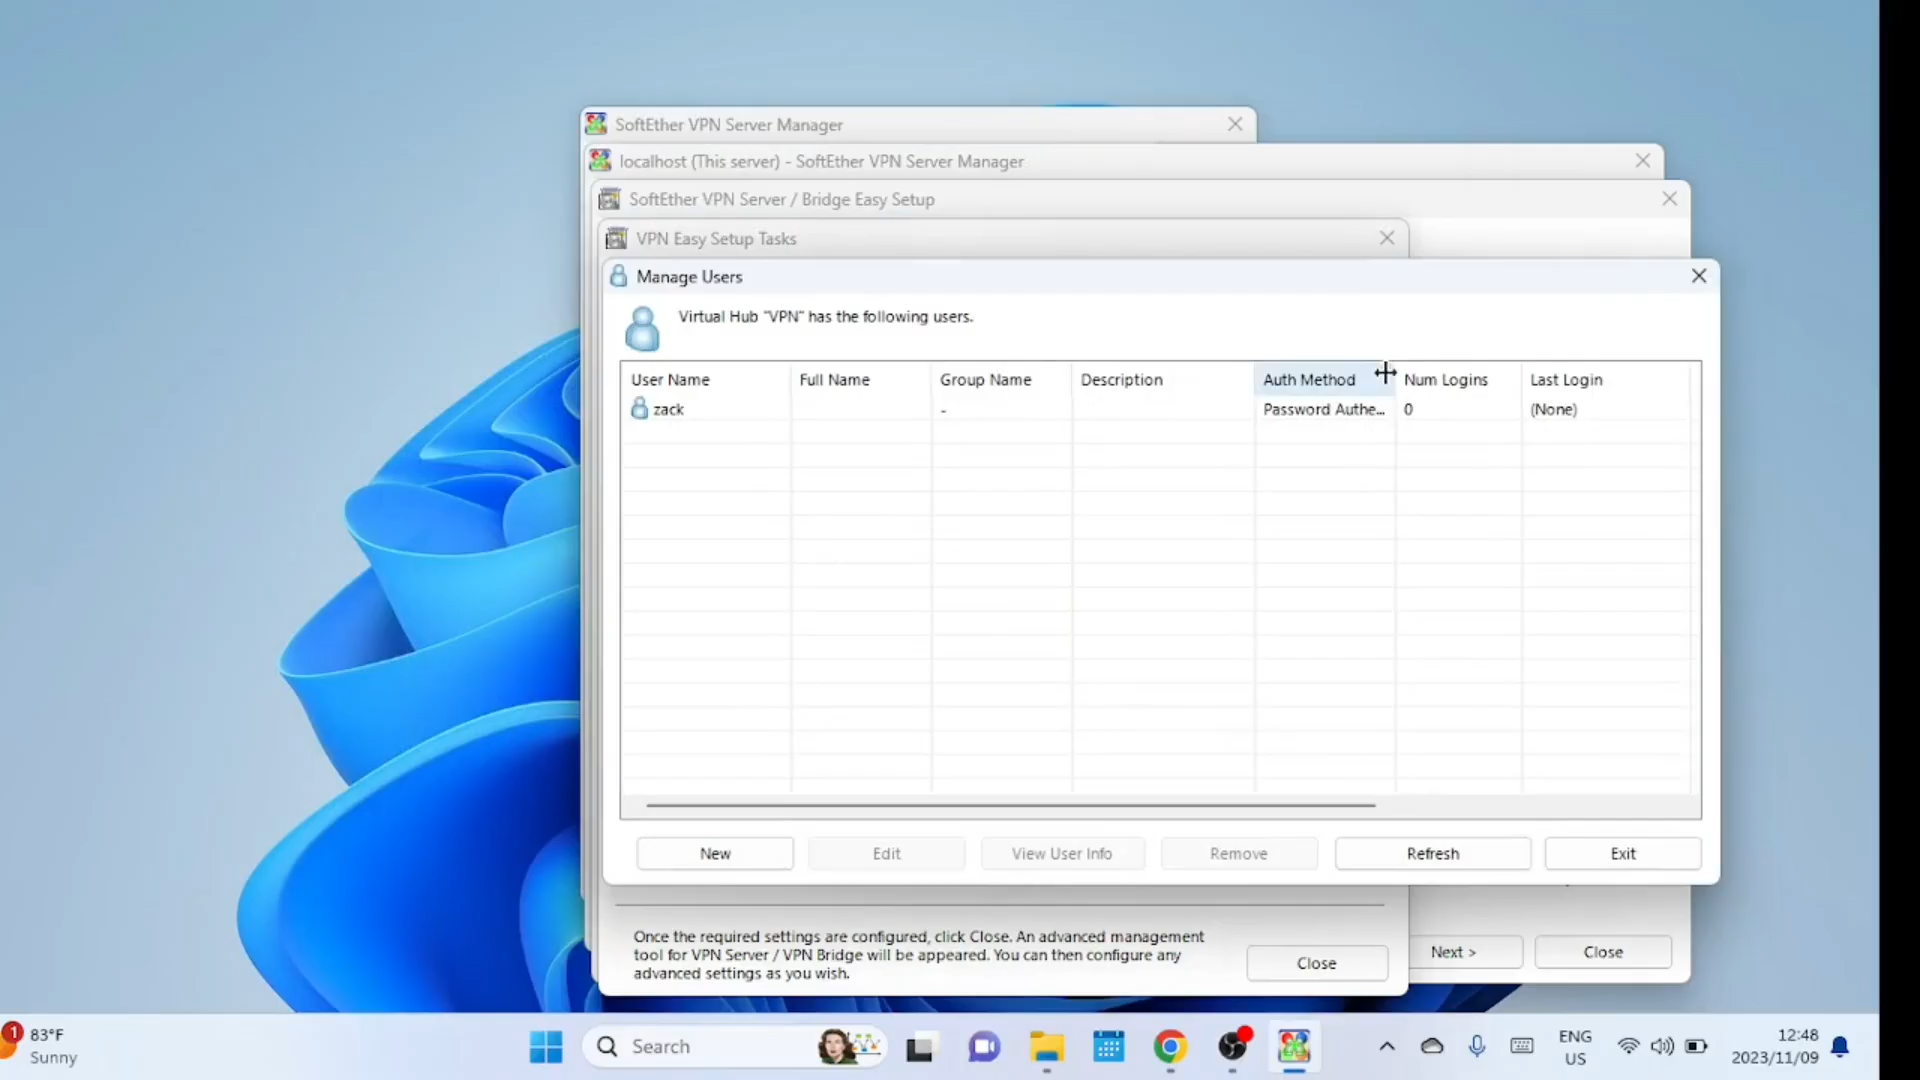 SoftEther VPN Server Manager
localhost (This server) - SoftEther VPN Server Manager
SoftEther VPN Server / Bridge Easy Setup
VPN Easy Setup Tasks
Manage Users
Virtual Hub "VPN" has the following users.
User Name Full Name Group Name Description Auth Method Num Logins Last Login
zack - Password Authe... 0 (None)
New Edit View User Info Remove Refresh Exit
Once the required settings are configured, click Close. An advanced management
tool for VPN Server / VPN Bridge will be appeared. You can then configure any
advanced settings as you wish.
Close
Next >
Close
1
83°F
Sunny
Search
ENG
US
12:48
2023/11/09